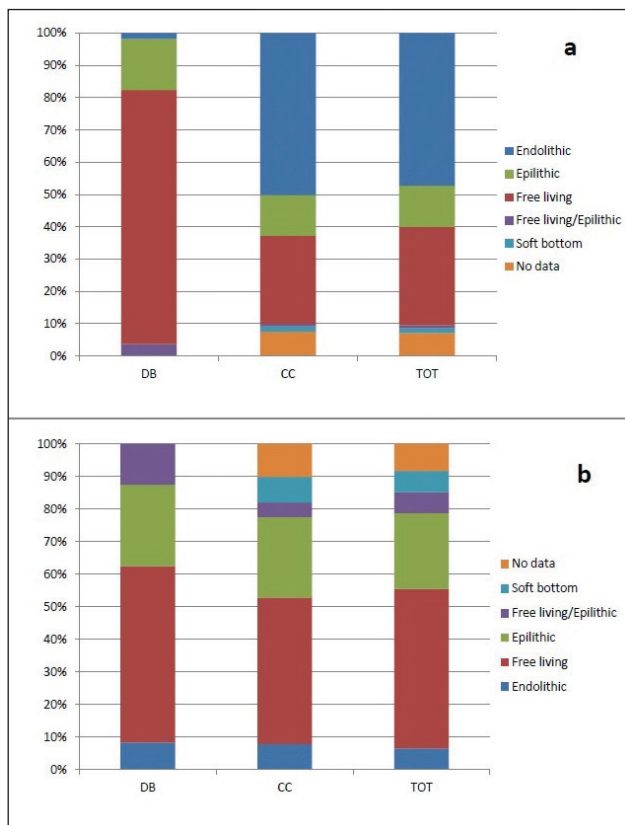 a
100%
90%
80%
70%
60%
50%
40%
30%
20%
10%
0%
DB CC TOT
Endolithic
Epilithic
Free living
Free living/Epilithic
Soft bottom
No data
b
100%
90%
80%
70%
60%
50%
40%
30%
20%
10%
0%
DB CC TOT
No data
Soft bottom
Free living/Epilithic
Epilithic
Free living
Endolithic